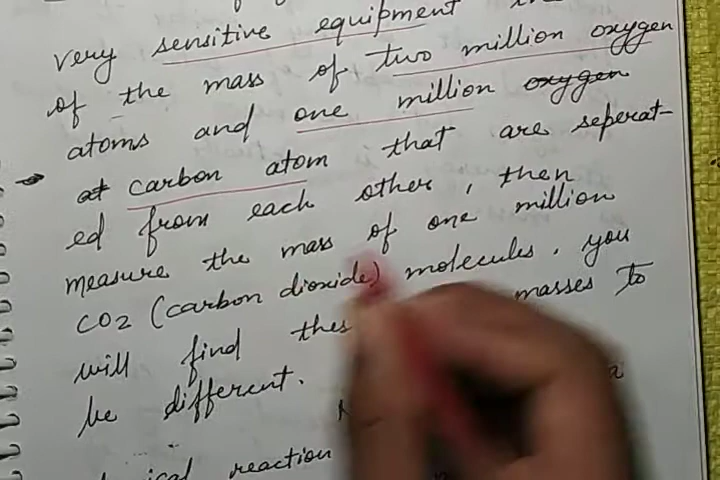 very sensitive equipment
of the mass of two million oxygen
atoms and one million oxygen
at carbon atom that are seperat-
ed from each other, then
measure the mass of one million
CO2 (carbon dioxide) molecules, you
will find thes masses to
be different.
reaction